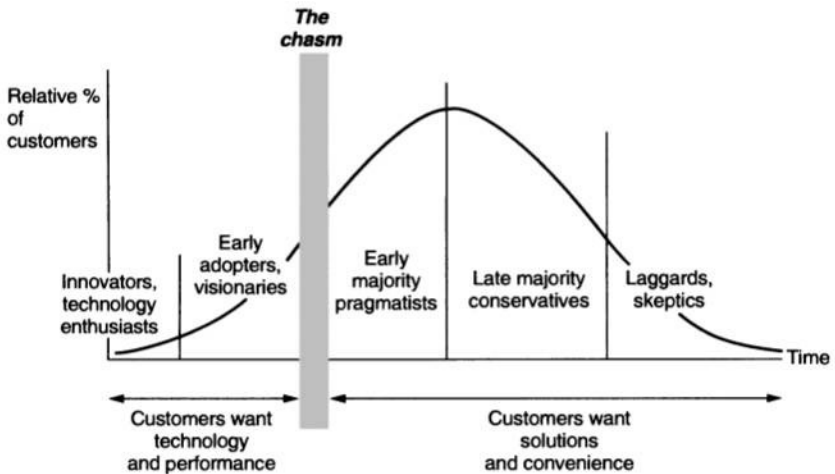 The
chasm
Relative %
of
customers
Innovators,
technology
enthusiasts
Early
adopters,
visionaries
Early
majority
pragmatists
Late majority
conservatives
Laggards,
skeptics
Time
Customers want
technology
and performance
Customers want
solutions
and convenience